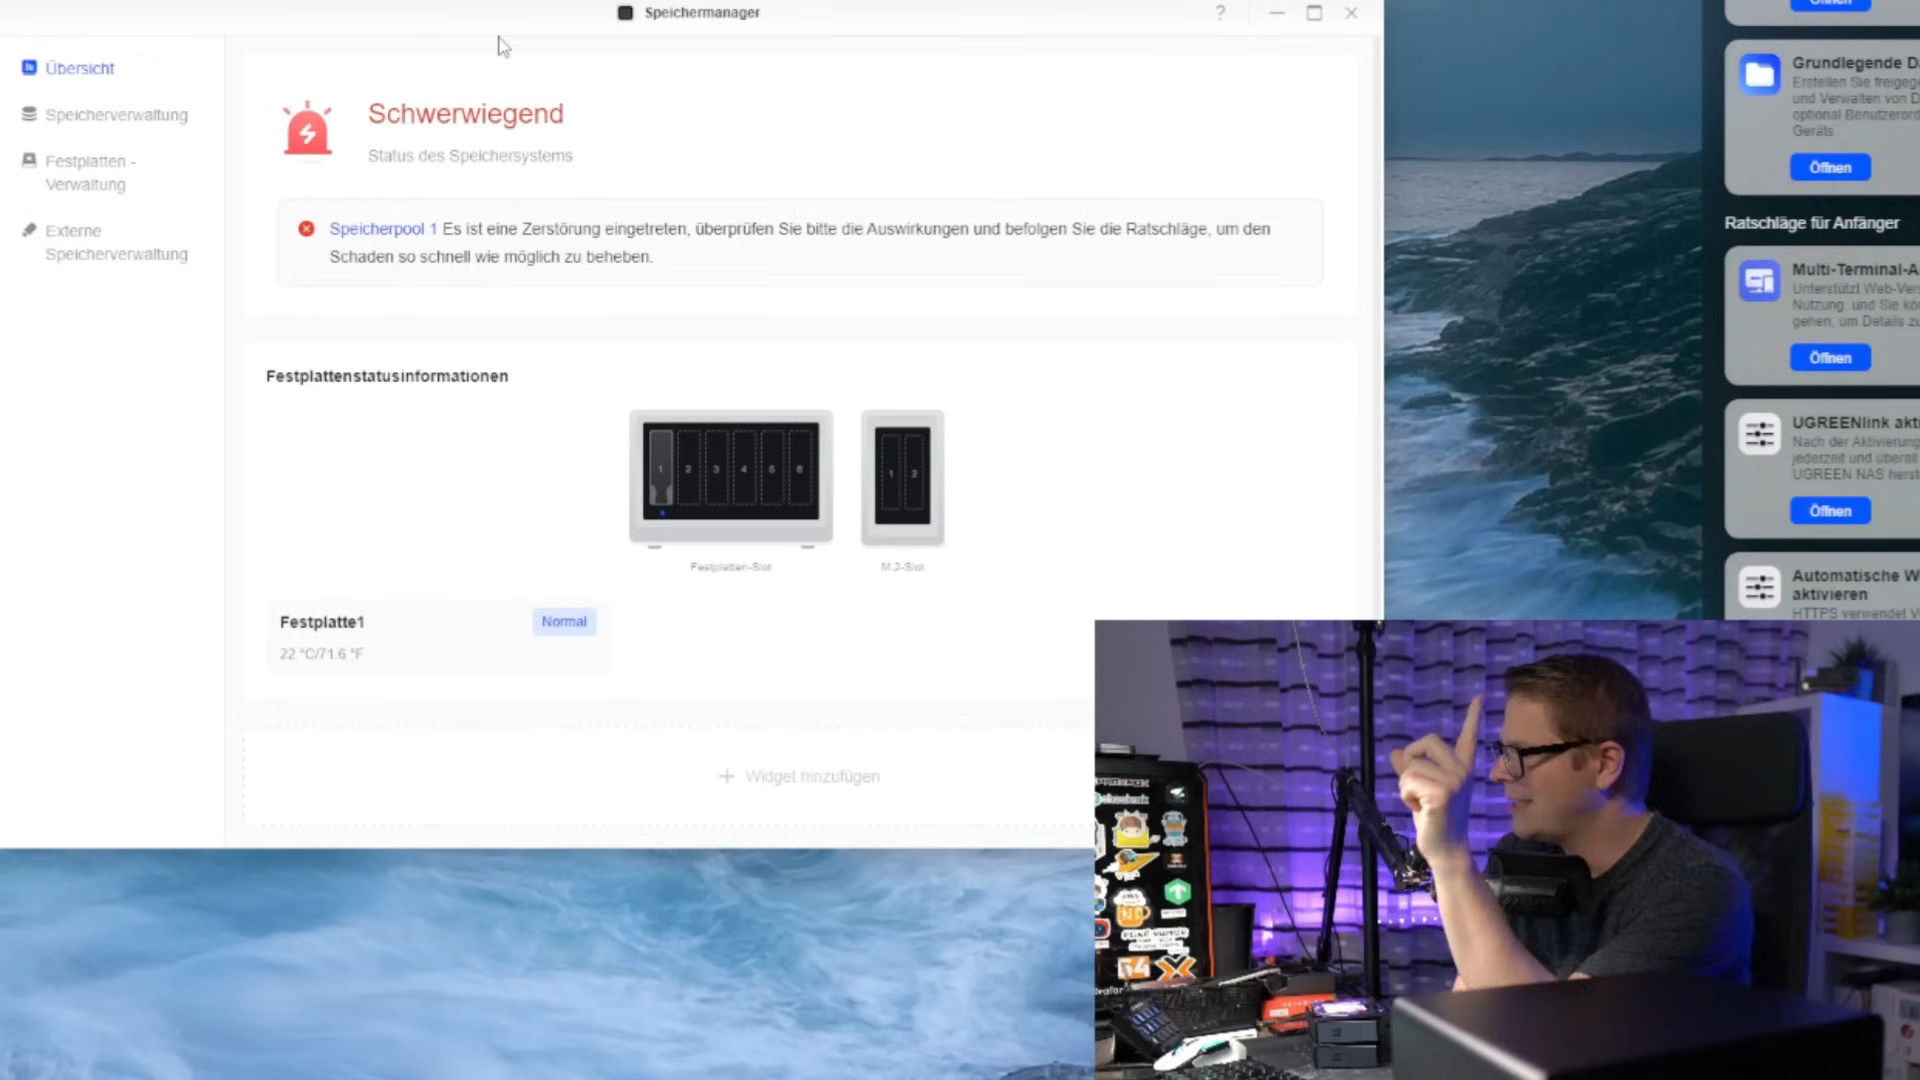 Speichermanager
Übersicht
Speicherverwaltung
Festplatten -
Verwaltung
Externe
Speicherverwaltung
Schwerwiegend
Status des Speichersystems
Speicherpool 1 Es ist eine Zerstörung eingetreten, überprüfen Sie bitte die Auswirkungen und befolgen Sie die Ratschläge, um den
Schaden so schnell wie möglich zu beheben.
Festplattenstatusinformationen
1 2 3 4 5 6
1 2
Festplatten-Slot
M.2-Slot
Festplatte1
Normal
22 °C/71.6 °F
+ Widget hinzufügen
Öffnen
Grundlegende D
Erstellen Sie freigege
und Verwalten von D
optional Benutzerord
Geräts
Öffnen
Ratschläge für Anfänger
Multi-Terminal-A
Unterstützt Web-Vers
Nutzung, und Sie kö
gehen, um Details zu
Öffnen
UGREENlink akti
Nach der Aktivierung
jederzeit und überall
UGREEN NAS herst
Öffnen
Automatische W
aktivieren
HTTPS verwendet V
64